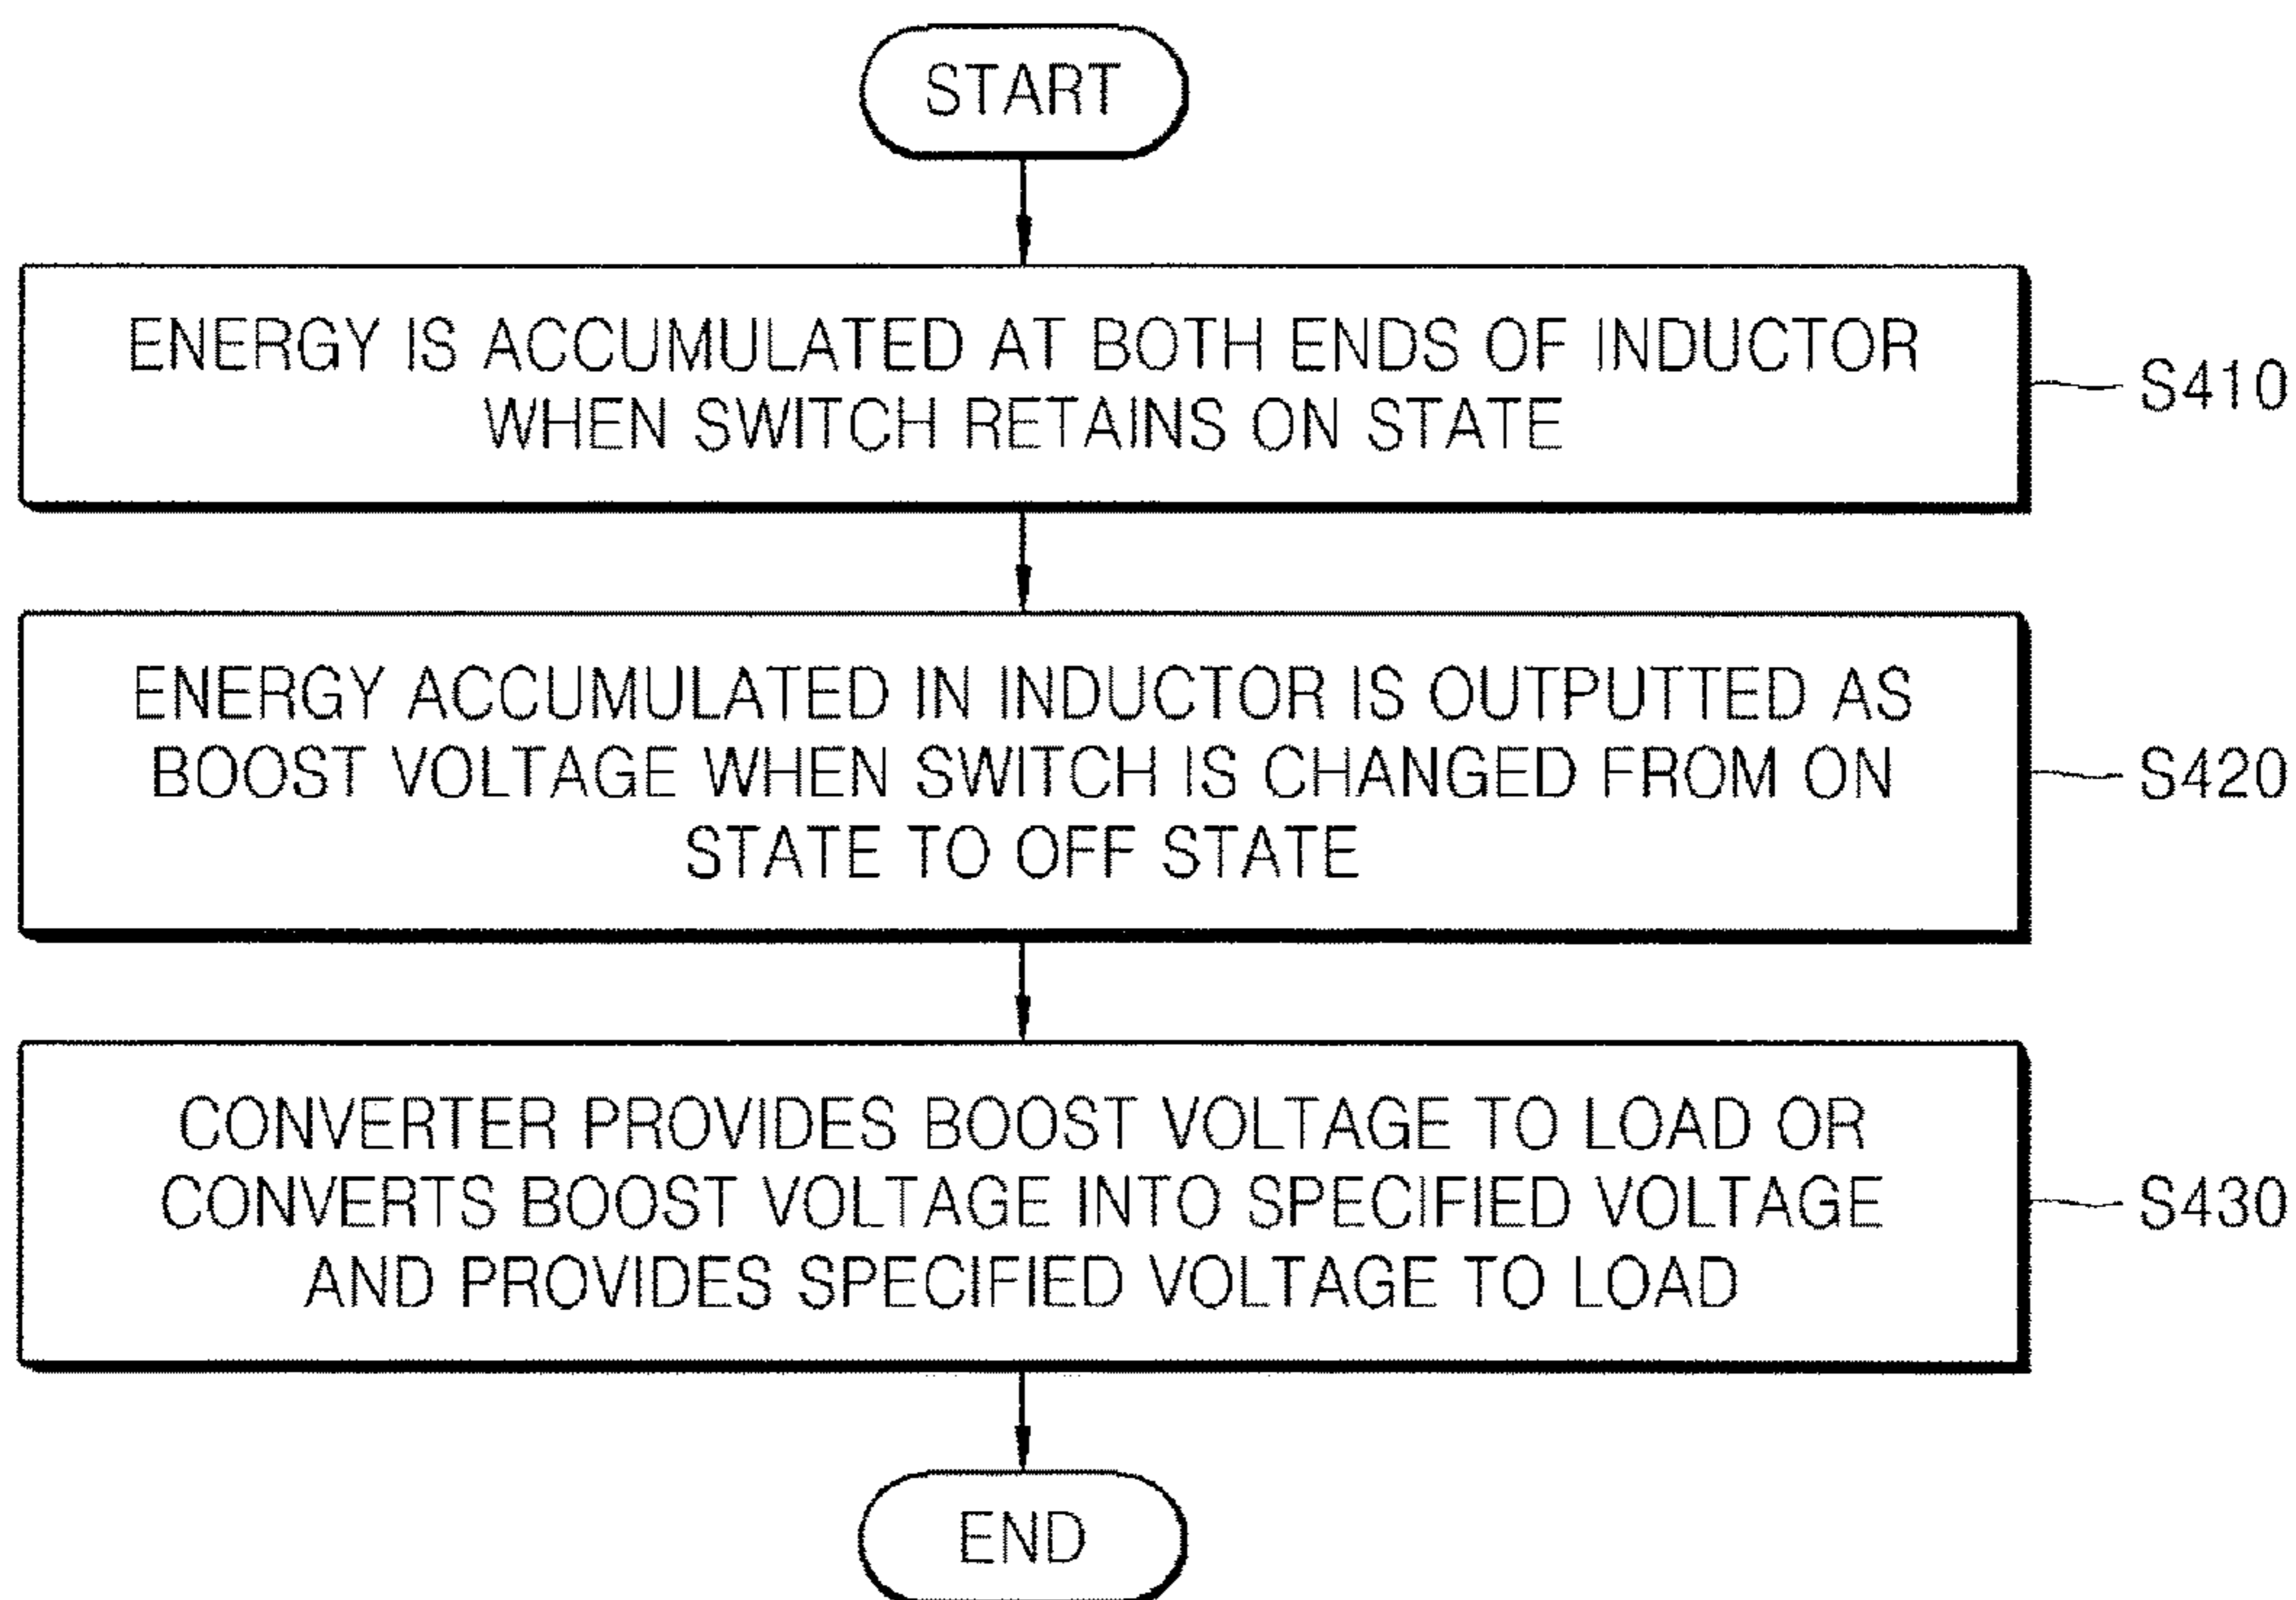 START
ENERGY IS ACCUMULATED AT BOTH ENDS OF INDUCTOR
WHEN SWITCH RETAINS ON STATE
S410
ENERGY ACCUMULATED IN INDUCTOR IS OUTPUTTED AS
BOOST VOLTAGE WHEN SWITCH IS CHANGED FROM ON
STATE TO OFF STATE
S420
CONVERTER PROVIDES BOOST VOLTAGE TO LOAD OR
CONVERTS BOOST VOLTAGE INTO SPECIFIED VOLTAGE
AND PROVIDES SPECIFIED VOLTAGE TO LOAD
S430
END